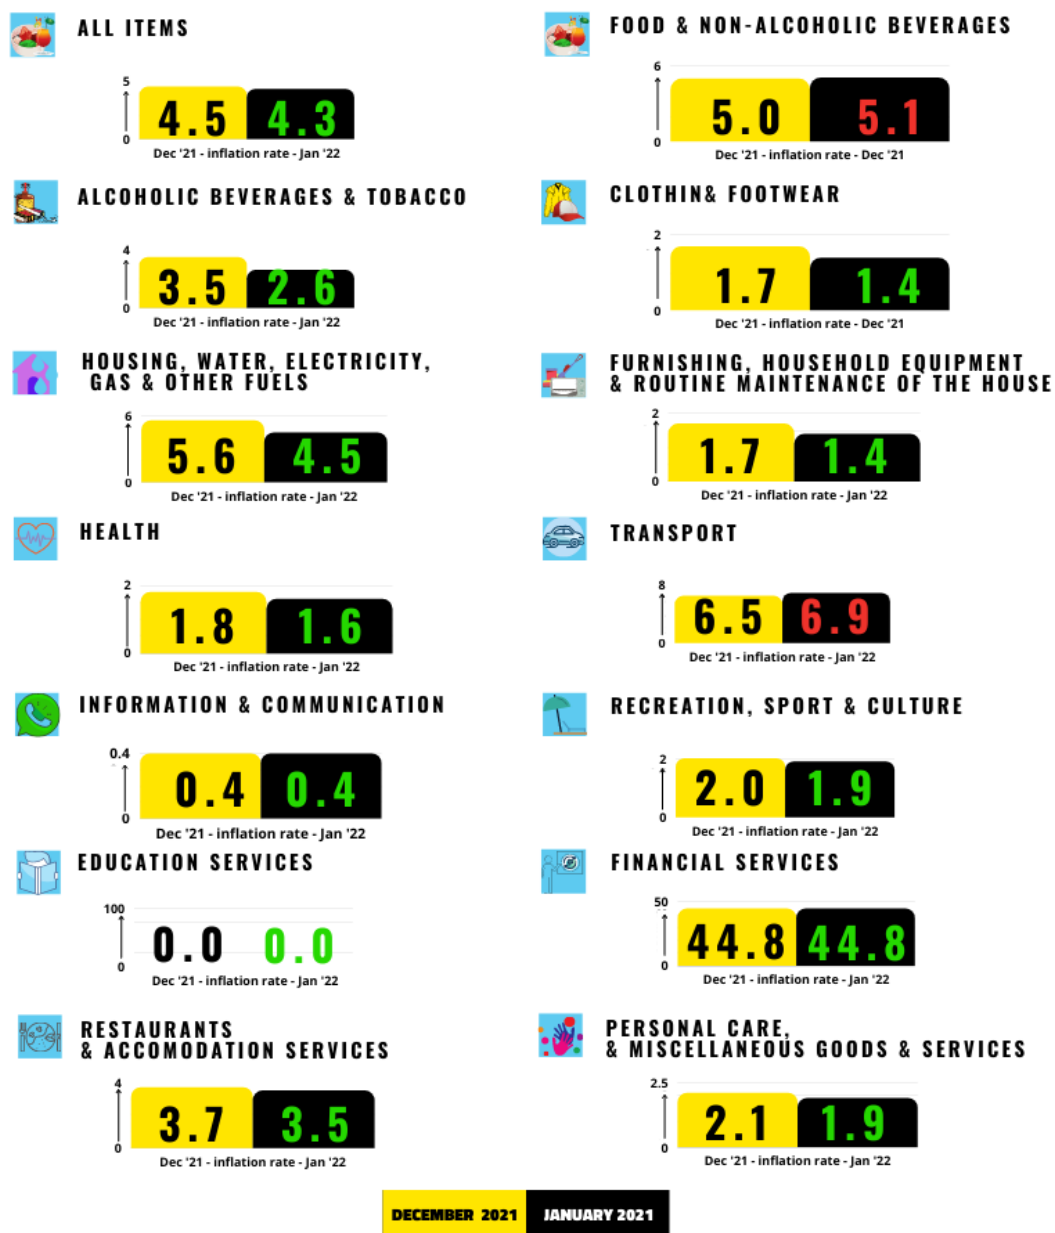 ALL ITEMS
5
4.5 4.3
0
Dec '21 - inflation rate - Jan '22
FOOD & NON-ALCOHOLIC BEVERAGES
6
5.0 5.1
0
Dec '21 - inflation rate - Dec '21
ALCOHOLIC BEVERAGES & TOBACCO
4
3.5 2.6
0
Dec '21 - inflation rate - Jan '22
CLOTHIN& FOOTWEAR
2
1.7 1.4
0
Dec '21 - inflation rate - Dec '21
HOUSING, WATER, ELECTRICITY,
GAS & OTHER FUELS
6
5.6 4.5
0
Dec '21 - inflation rate - Jan '22
FURNISHING, HOUSEHOLD EQUIPMENT
& ROUTINE MAINTENANCE OF THE HOUSE
2
1.7 1.4
0
Dec '21 - inflation rate - Jan '22
HEALTH
2
1.8 1.6
0
Dec '21 - inflation rate - Jan '22
TRANSPORT
8
6.5 6.9
0
Dec '21 - inflation rate - Jan '22
INFORMATION & COMMUNICATION
0.4
0.4 0.4
0
Dec '21 - inflation rate - Jan '22
RECREATION, SPORT & CULTURE
2
2.0 1.9
0
Dec '21 - inflation rate - Jan '22
EDUCATION SERVICES
100
0.0 0.0
0
Dec '21 - inflation rate - Jan '22
FINANCIAL SERVICES
50
44.8 44.8
0
Dec '21 - inflation rate - Jan '22
RESTAURANTS
& ACCOMODATION SERVICES
4
3.7 3.5
0
Dec '21 - inflation rate - Jan '22
PERSONAL CARE,
& MISCELLANEOUS GOODS & SERVICES
2.5
2.1 1.9
0
Dec '21 - inflation rate - Jan '22
DECEMBER 2021 JANUARY 2021